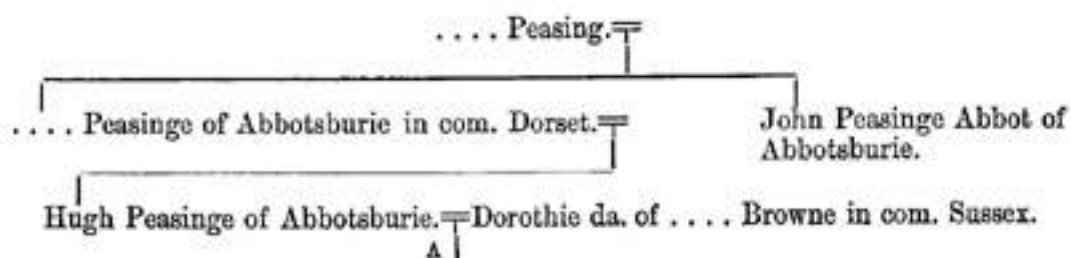 .... Peasing.
.... Peasinge of Abbotsburie in com. Dorset. John Peasinge Abbot of
Abbotsburie.
Hugh Peasinge of Abbotsburie. Dorothie da. of .... Browne in com. Sussex.
A